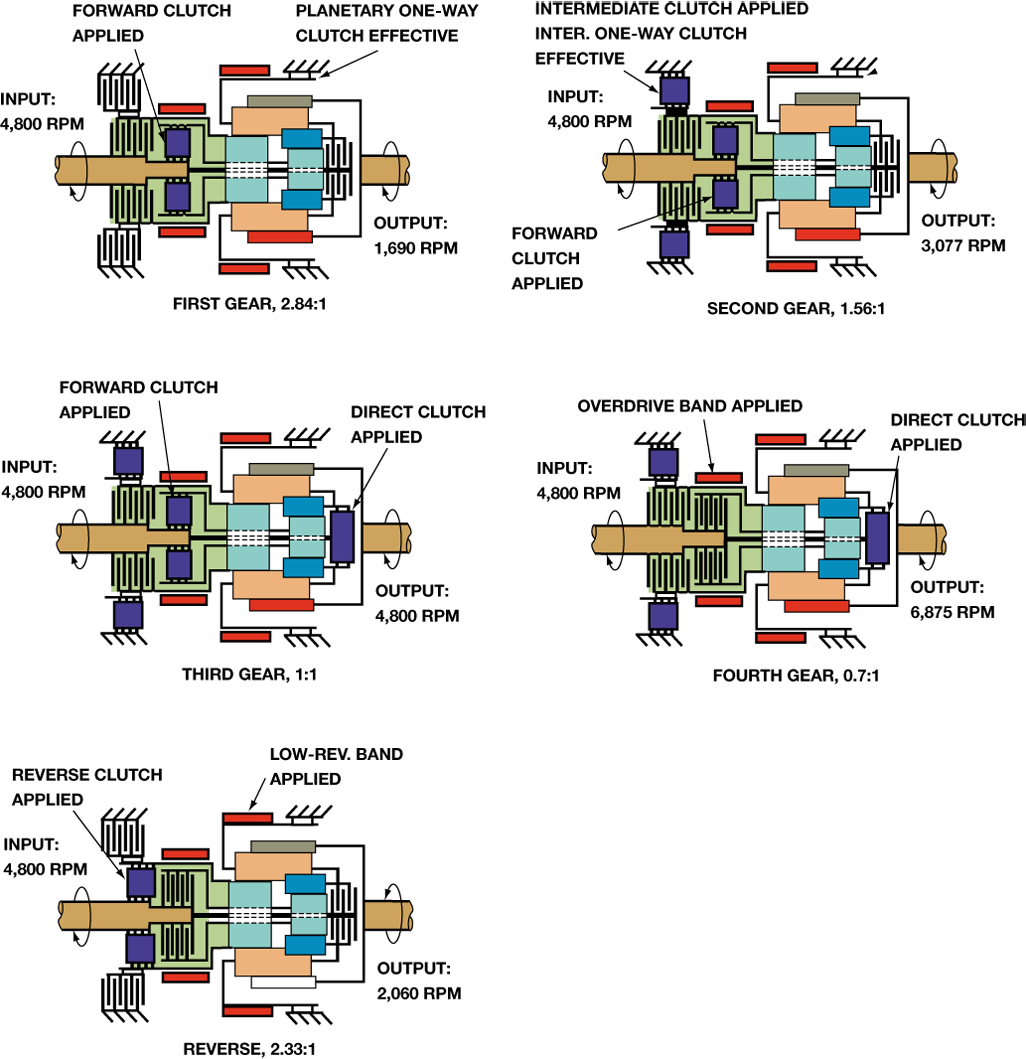 FORWARD CLUTCH
APPLIED
PLANETARY ONE-WAY
CLUTCH EFFECTIVE
INPUT:
4,800 RPM
OUTPUT:
1,690 RPM
FIRST GEAR, 2.84:1
INTERMEDIATE CLUTCH APPLIED
INTER. ONE-WAY CLUTCH
EFFECTIVE
INPUT:
4,800 RPM
FORWARD
CLUTCH
APPLIED
OUTPUT:
3,077 RPM
SECOND GEAR, 1.56:1
FORWARD CLUTCH
APPLIED
DIRECT CLUTCH
APPLIED
INPUT:
4,800 RPM
OUTPUT:
4,800 RPM
THIRD GEAR, 1:1
OVERDRIVE BAND APPLIED
DIRECT CLUTCH
APPLIED
INPUT:
4,800 RPM
OUTPUT:
6,875 RPM
FOURTH GEAR, 0.7:1
LOW-REV. BAND
APPLIED
REVERSE CLUTCH
APPLIED
INPUT:
4,800 RPM
OUTPUT:
2,060 RPM
REVERSE, 2.33:1